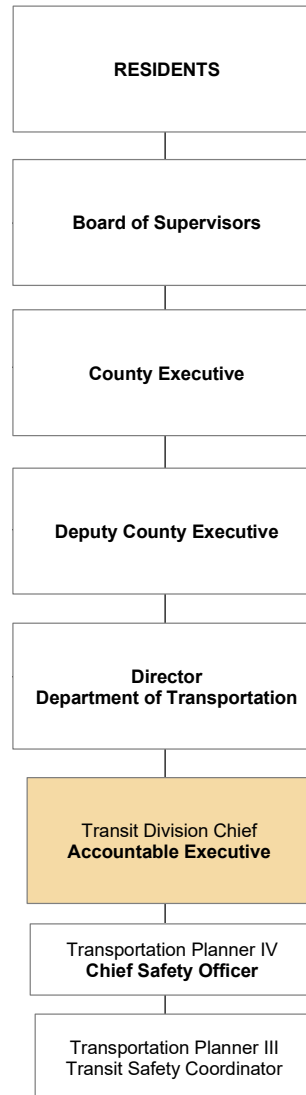 RESIDENTS
Board of Supervisors
County Executive
Deputy County Executive
Director
Department of Transportation
Transit Division Chief
Accountable Executive
Transportation Planner IV
Chief Safety Officer
Transportation Planner III
Transit Safety Coordinator